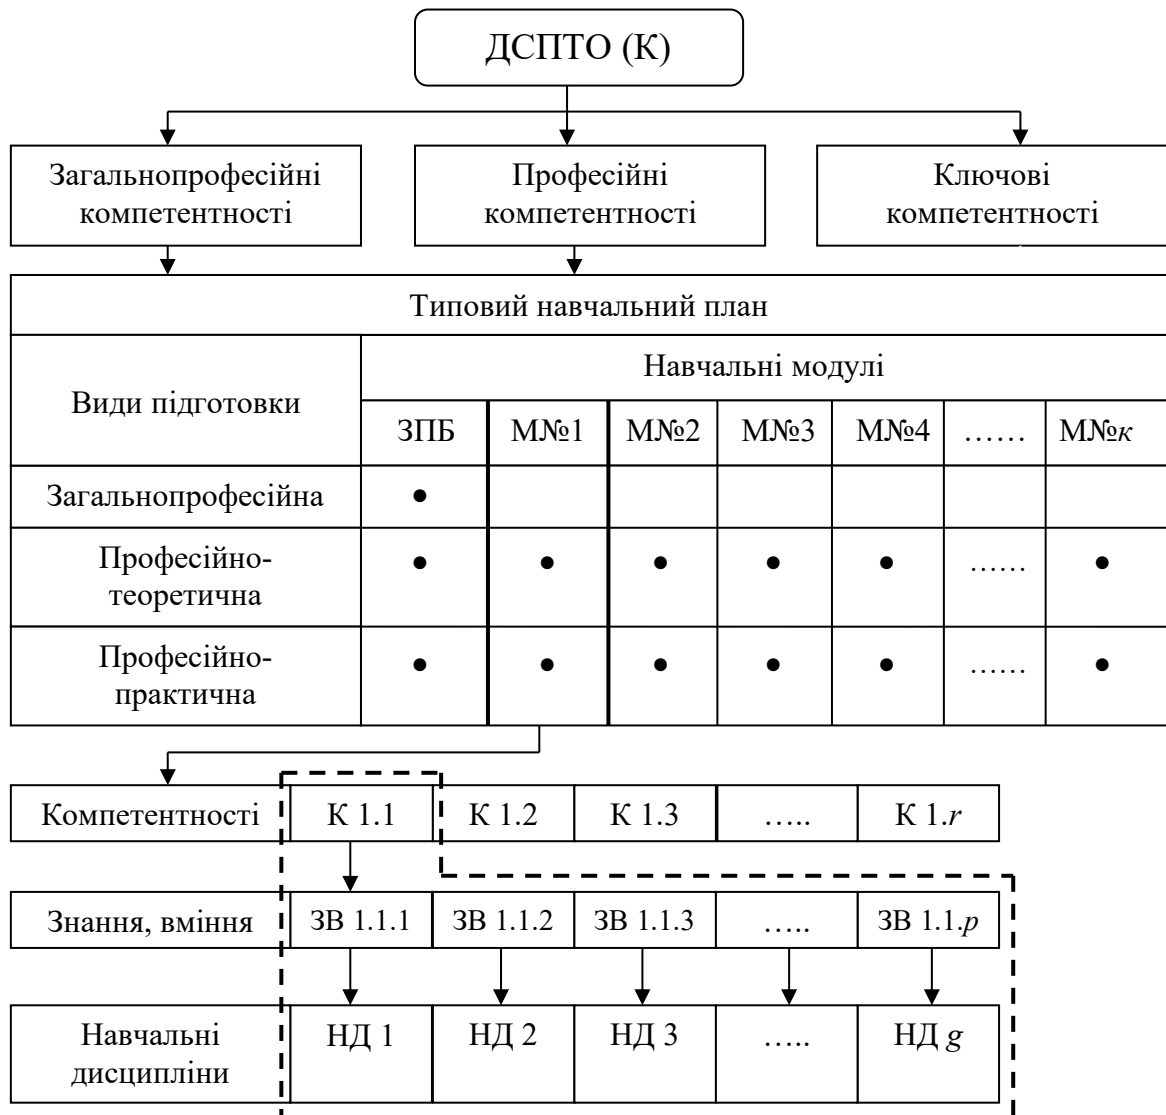 ДСПТО (К)
Загальнопрофесійні
компетентності
Професійні
компетентності
Ключові
компетентності
Типовий навчальний план
Види підготовки
Навчальні модулі
ЗПБ М№1 М№2 М№3 М№4 …… М№к
Загальнопрофесійна •
Професійно-
теоретична
• • • • • …… •
Професійно-
практична
• • • • • …… •
Компетентності К 1.1 К 1.2 К 1.3 ….. К 1.r
Знання, вміння ЗВ 1.1.1 ЗВ 1.1.2 ЗВ 1.1.3 ….. ЗВ 1.1.p
Навчальні
дисципліни
НД 1 НД 2 НД 3 ….. НД g